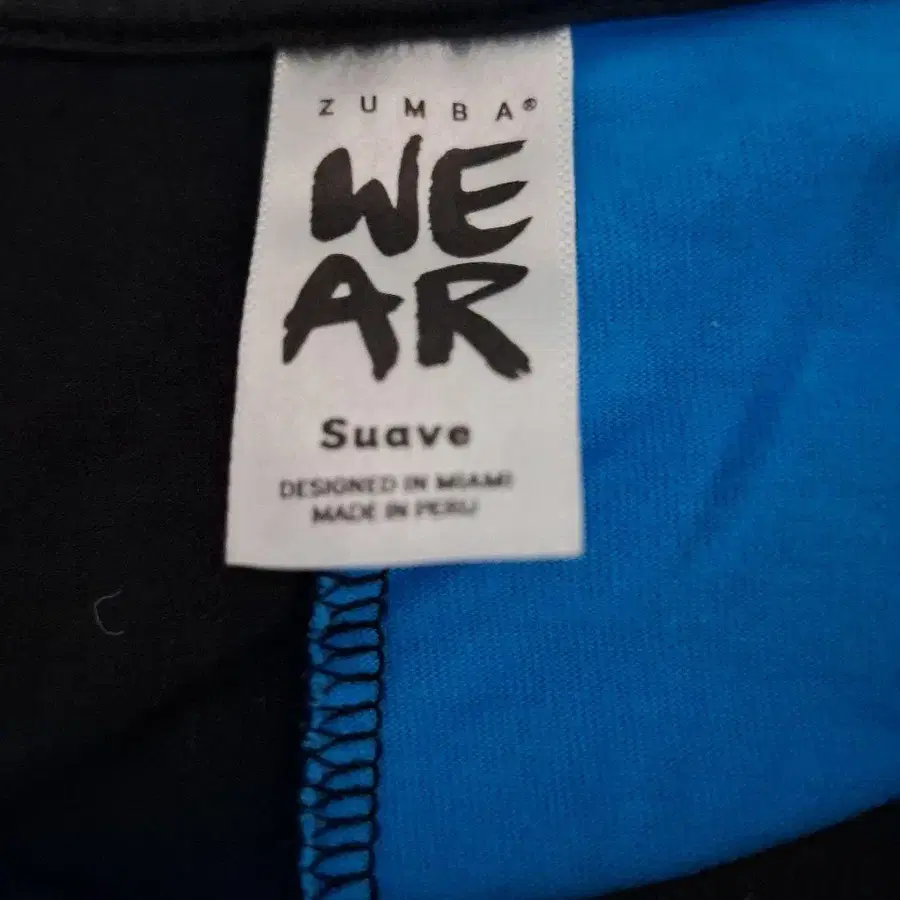 ZUMBA®
WE
AR
Suave
DESIGNED IN MIAMI
MADE IN PERU